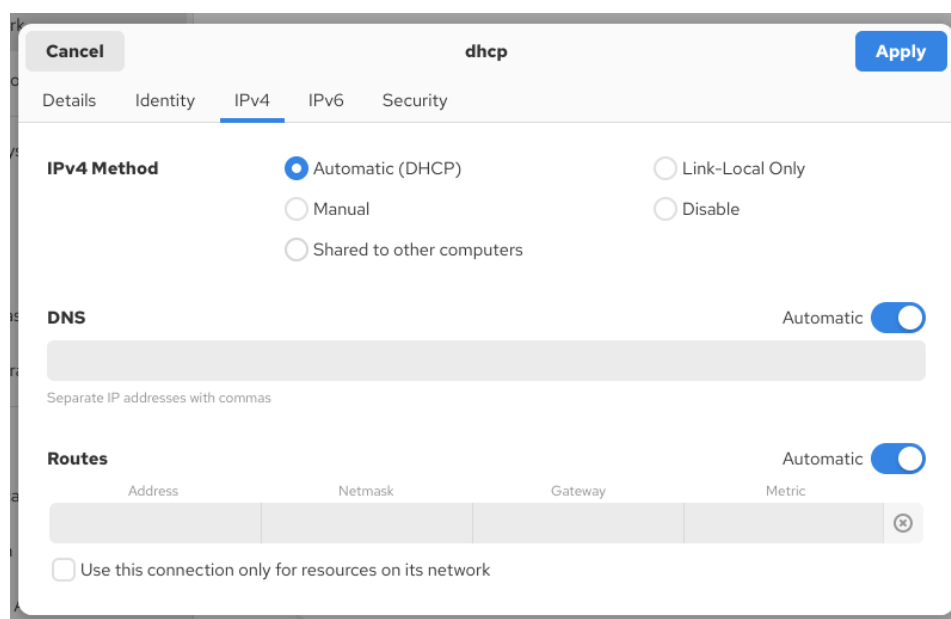 Cancel dhcp Apply
Details Identity IPv4 IPv6 Security
IPv4 Method Automatic (DHCP) Link-Local Only
Manual Disable
Shared to other computers
DNS Automatic
Separate IP addresses with commas
Routes Automatic
Address Netmask Gateway Metric
Use this connection only for resources on its network